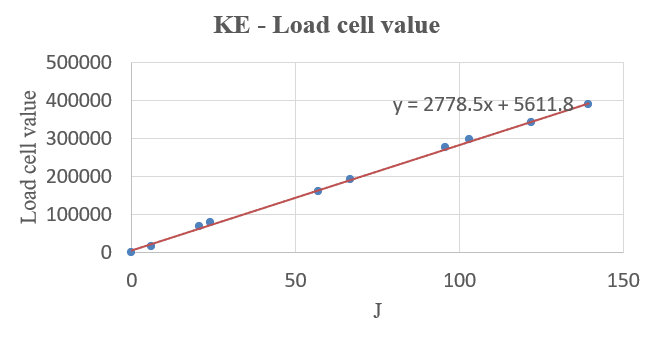 KE - Load cell value
500000
400000
300000
200000
100000
0
Load cell value
y = 2778.5x + 5611.8
0 50 100 150
J